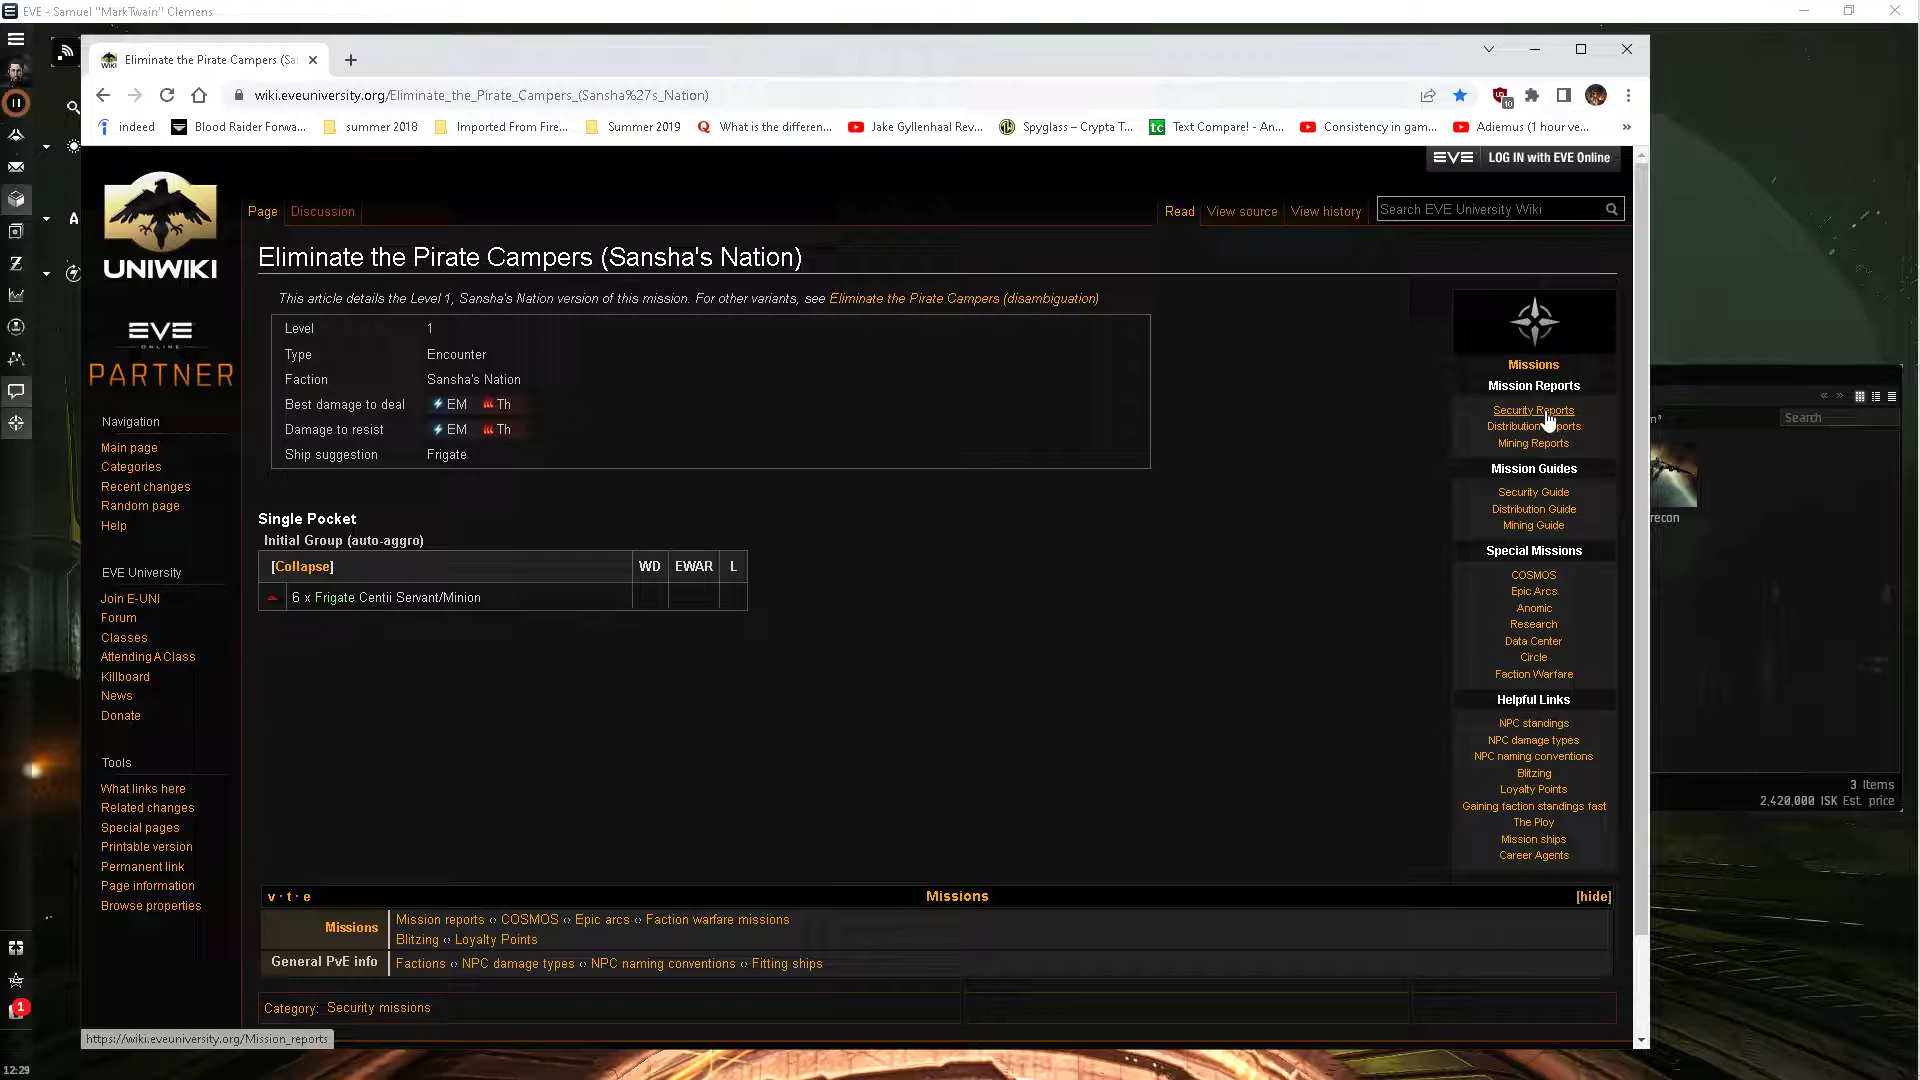 EVE - Samuel "MarkTwain" Clemens
Eliminate the Pirate Campers (Sa
wiki.eveuniversity.org/Eliminate_the_Pirate_Campers_(Sansha%27s_Nation)
10
indeed
Blood Raider Forwa...
summer 2018
Imported From Fire...
Summer 2019
What is the differen...
Jake Gyllenhaal Rev...
Spyglass – Crypta T...
Text Compare! - An...
Consistency in gam...
Adiemus (1 hour ve...
EVE LOG IN with EVE Online
UNIWIKI
EVE
ONLINE
PARTNER
Page
Discussion
Read
View source
View history
Search EVE University Wiki
Eliminate the Pirate Campers (Sansha's Nation)
This article details the Level 1, Sansha's Nation version of this mission. For other variants, see Eliminate the Pirate Campers (disambiguation)
Level 1
Type Encounter
Faction Sansha's Nation
Best damage to deal EM Th
Damage to resist EM Th
Ship suggestion Frigate
Single Pocket
Initial Group (auto-aggro)
[Collapse] WD EWAR L
6 x Frigate Centii Servant/Minion
Navigation
Main page
Categories
Recent changes
Random page
Help
EVE University
Join E-UNI
Forum
Classes
Attending A Class
Killboard
News
Donate
Tools
What links here
Related changes
Special pages
Printable version
Permanent link
Page information
Browse properties
Missions
Mission Reports
Security Reports
Distribution Reports
Mining Reports
Mission Guides
Security Guide
Distribution Guide
Mining Guide
Special Missions
COSMOS
Epic Arcs
Anomic
Research
Data Center
Circle
Faction Warfare
Helpful Links
NPC standings
NPC damage types
NPC naming conventions
Blitzing
Loyalty Points
Gaining faction standings fast
The Ploy
Mission ships
Career Agents
v · t · e
Missions
[hide]
Missions
Mission reports ‹› COSMOS ‹› Epic arcs ‹› Faction warfare missions
Blitzing ‹› Loyalty Points
General PvE info
Factions ‹› NPC damage types ‹› NPC naming conventions ‹› Fitting ships
Category: Security missions
https://wiki.eveuniversity.org/Mission_reports
Search
recon
3 Items
2,420,000 ISK Est. price
1
12:29